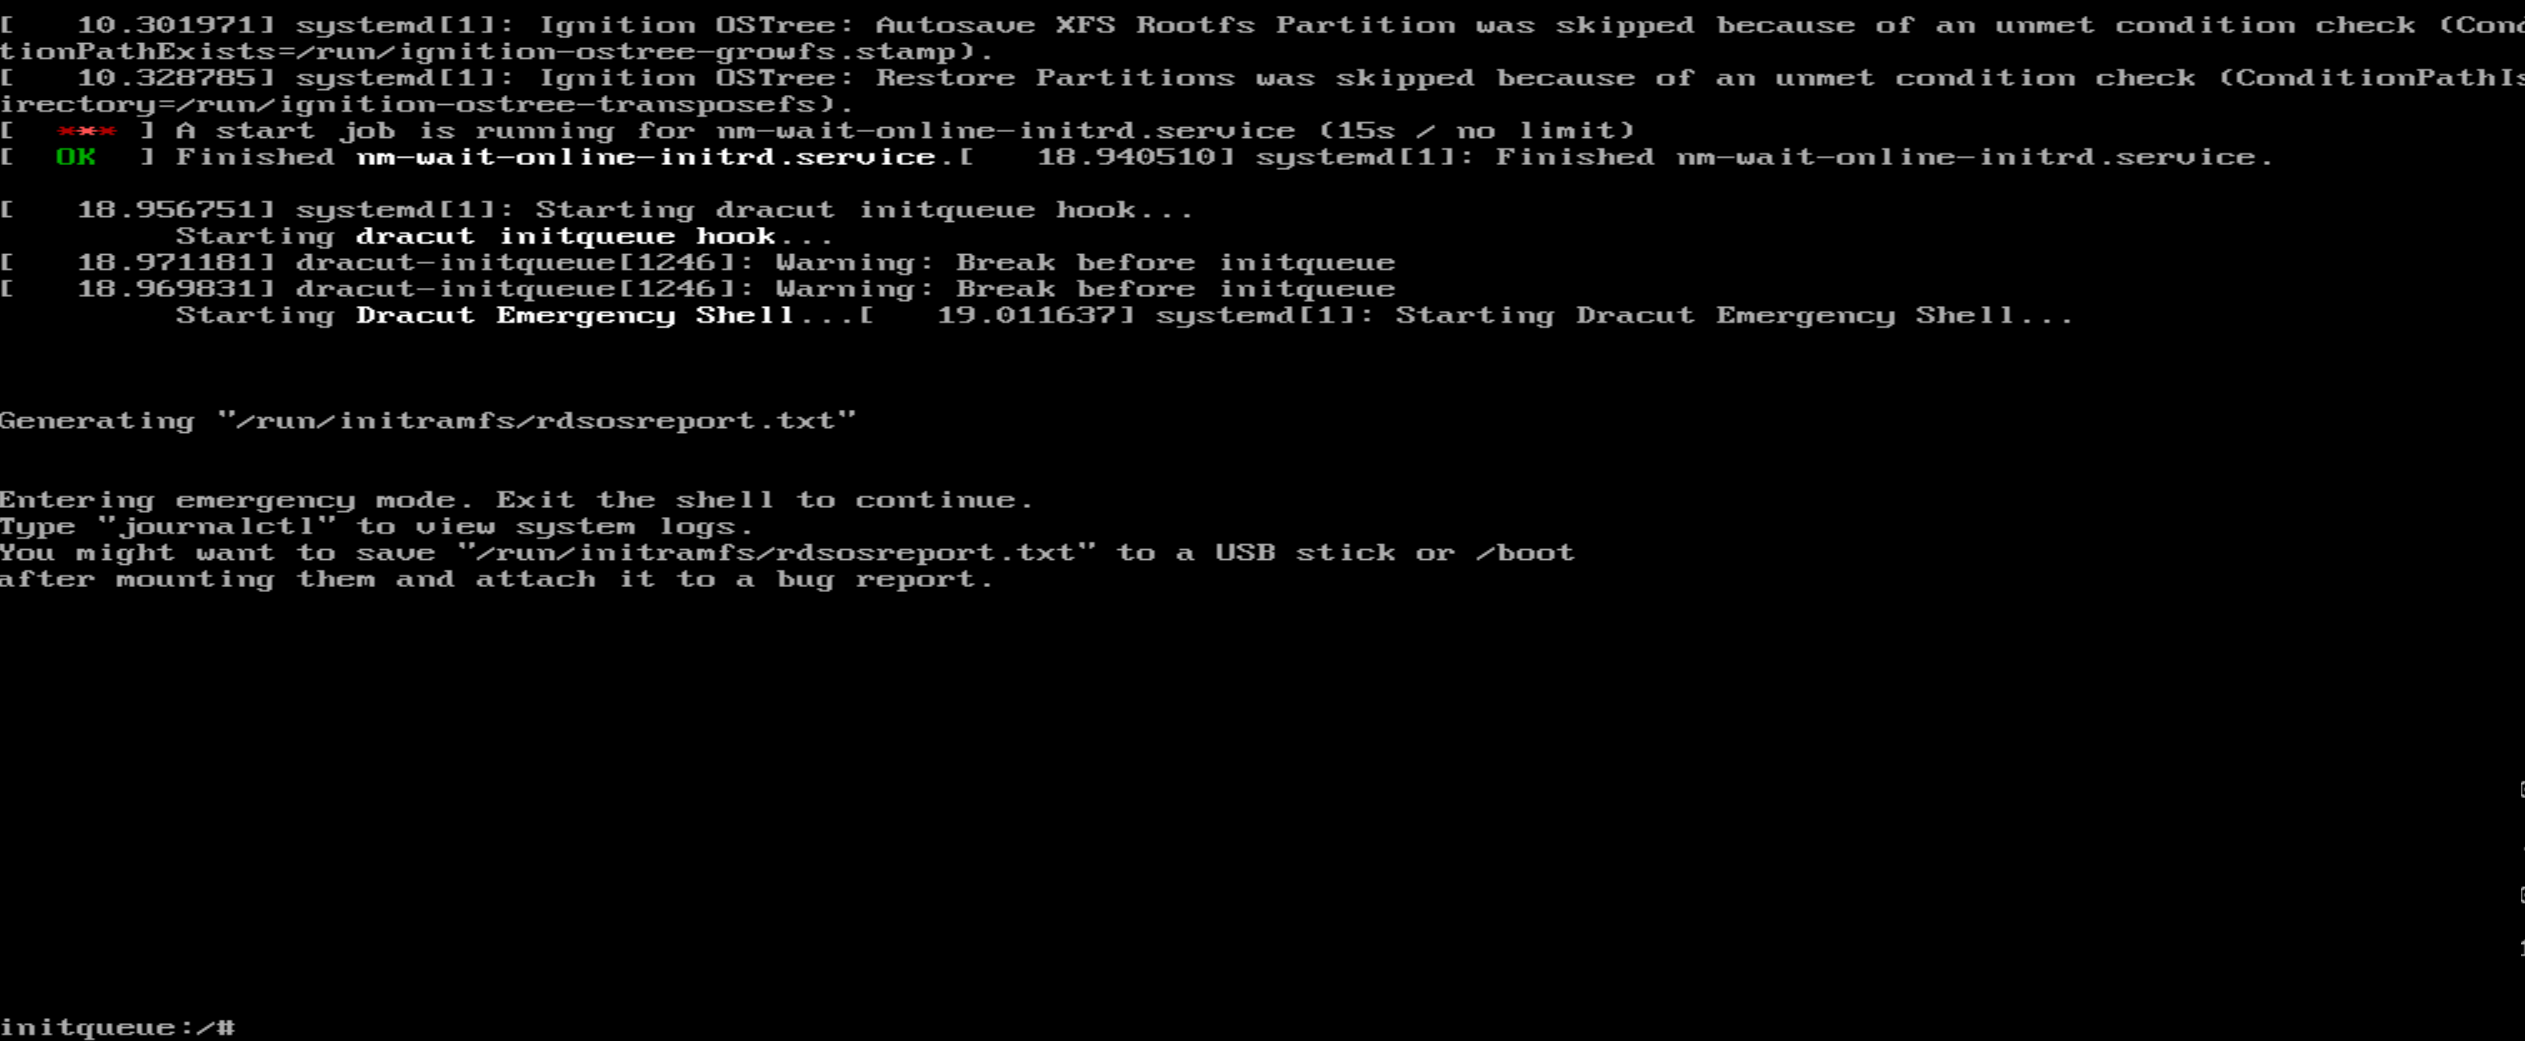 [   10.301971] systemd[1]: Ignition OSTree: Autosave XFS Rootfs Partition was skipped because of an unmet condition check (Cond
tionPathExists=/run/ignition-ostree-growfs.stamp).
[   10.328785] systemd[1]: Ignition OSTree: Restore Partitions was skipped because of an unmet condition check (ConditionPathIs
irectory=/run/ignition-ostree-transposefs).
[  *** ] A start job is running for nm-wait-online-initrd.service (15s / no limit)
[  OK  ] Finished nm-wait-online-initrd.service.[   18.940510] systemd[1]: Finished nm-wait-online-initrd.service.
[   18.956751] systemd[1]: Starting dracut initqueue hook...
Starting dracut initqueue hook...
[   18.971181] dracut-initqueue[1246]: Warning: Break before initqueue
[   18.969831] dracut-initqueue[1246]: Warning: Break before initqueue
Starting Dracut Emergency Shell...[   19.011637] systemd[1]: Starting Dracut Emergency Shell...
Generating "/run/initramfs/rdsosreport.txt"
Entering emergency mode. Exit the shell to continue.
Type "journalctl" to view system logs.
You might want to save "/run/initramfs/rdsosreport.txt" to a USB stick or /boot
after mounting them and attach it to a bug report.
initqueue:/#